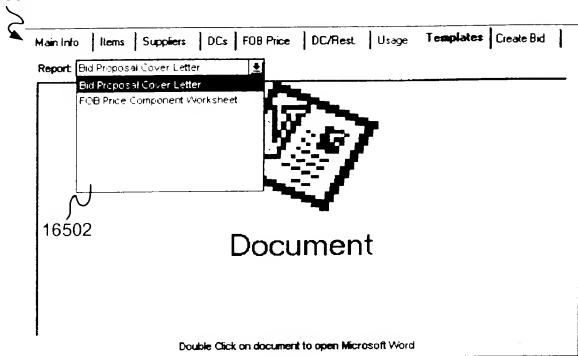 Main Info Items Suppliers DCs FOB Price DC/Rest. Usage Templates Create Bid
Report: Bid Proposal Cover Letter
Bid Proposal Cover Letter
FOB Price Component Worksheet
16502
Document
Double Click on document to open Microsoft Word